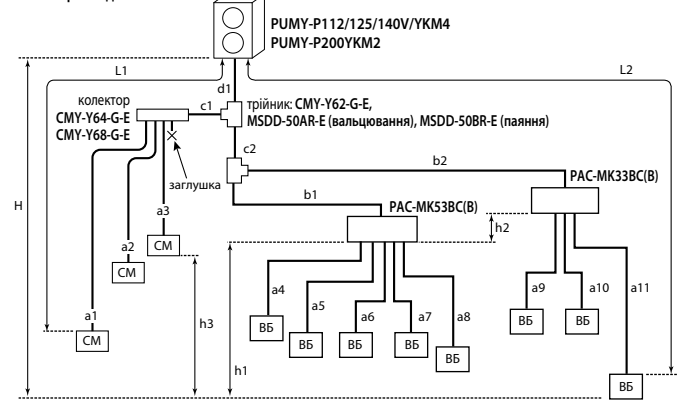 PUMY-P112/125/140V/YKM4
PUMY-P200YKM2
L1
L2
d1
колектор
CMY-Y64-G-E
CMY-Y68-G-E
c1
трійник: CMY-Y62-G-E,
MSDD-50AR-E (вальцювання), MSDD-50BR-E (паяння)
c2
b2
заглушка
PAC-MK33BC(B)
b1
PAC-MK53BC(B)
H
h2
a3
a2
СМ
СМ
a4
a5
a6
a7
a8
a9
a10
a11
a1
h3
СМ
ВБ
ВБ
ВБ
ВБ
ВБ
ВБ
ВБ
h1
ВБ